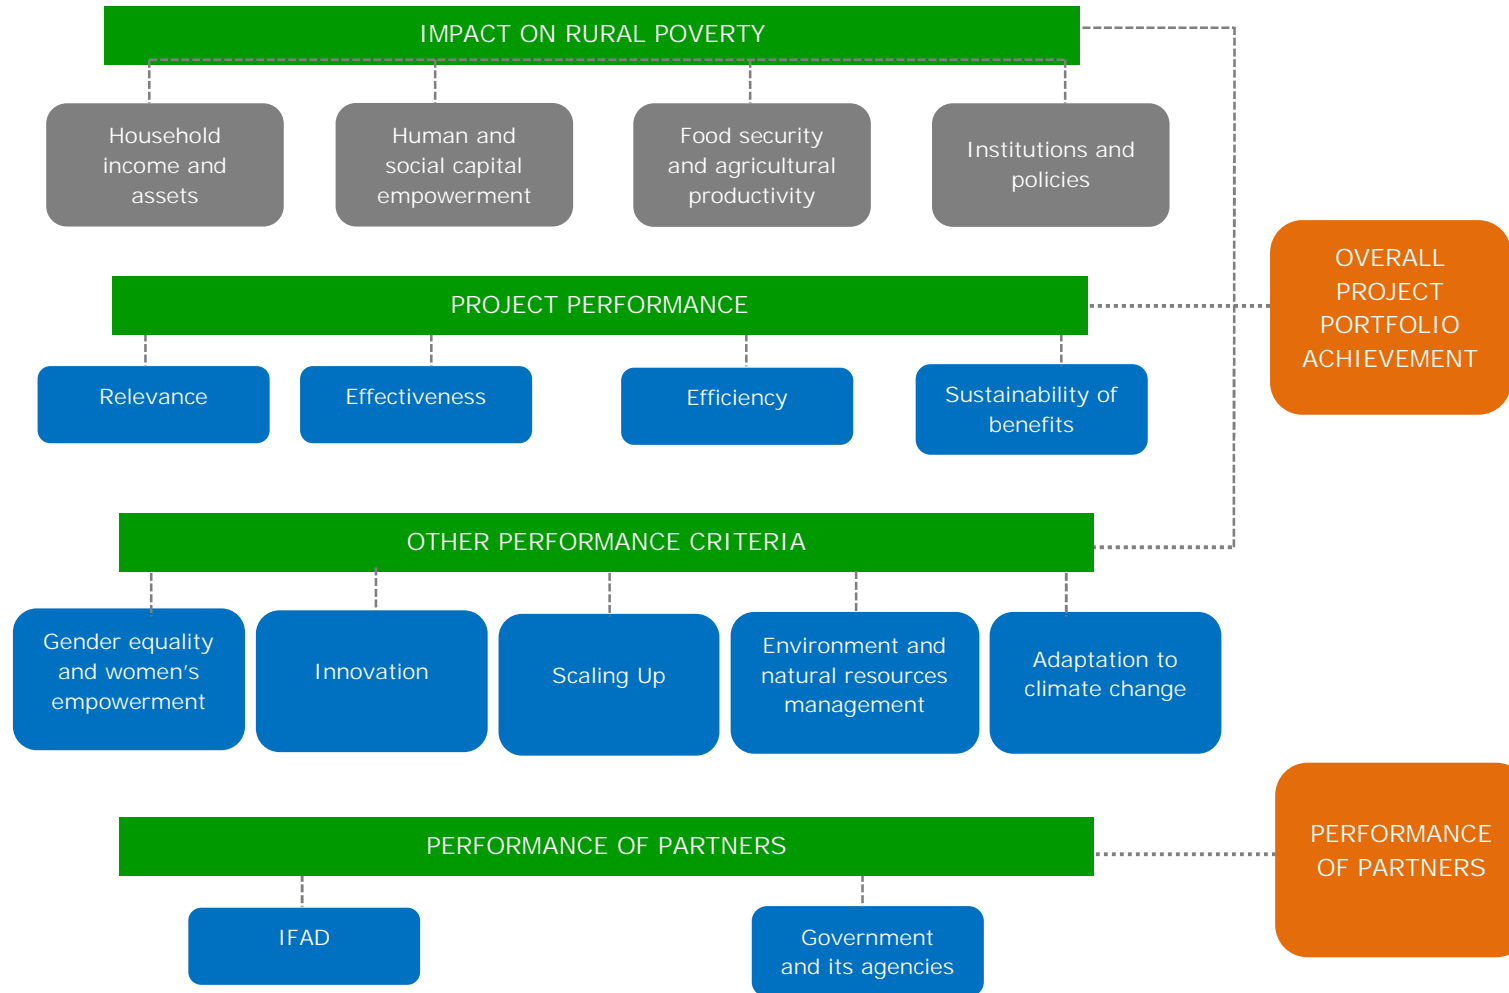 IMPACT ON RURAL POVERTY
Household
income and
assets
Human and
social capital
empowerment
Food security
and agricultural
productivity
Institutions and
policies
OVERALL
PROJECT
PORTFOLIO
ACHIEVEMENT
PROJECT PERFORMANCE
Relevance
Effectiveness
Efficiency
Sustainability of
benefits
OTHER PERFORMANCE CRITERIA
Gender equality
and women's
empowerment
Innovation
Scaling Up
Environment and
natural resources
management
Adaptation to
climate change
PERFORMANCE OF PARTNERS
IFAD
Government
and its agencies
PERFORMANCE
OF PARTNERS